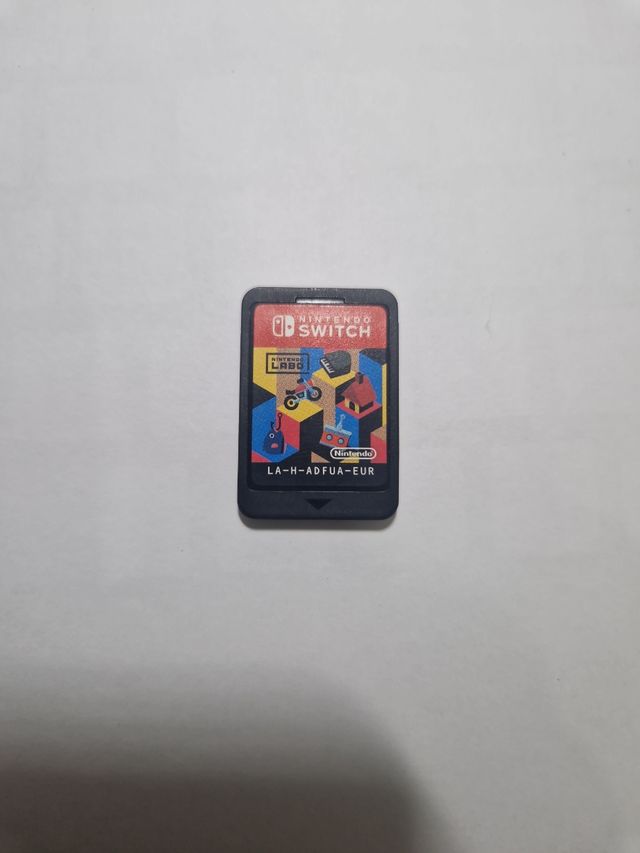 NINTENDO
SWITCH
NINTENDO
LABO
Nintendo
LA-H-ADFUA-EUR